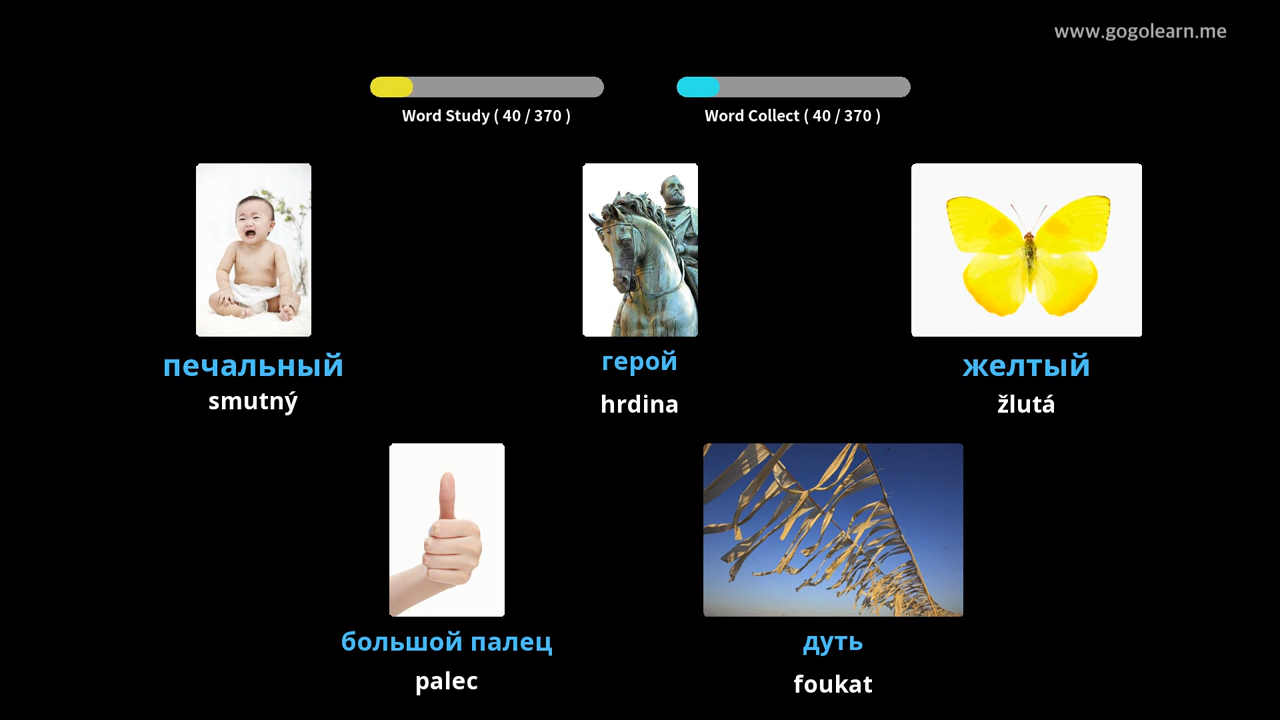 www.gogolearn.me
Word Study ( 40 / 370 )
Word Collect ( 40 / 370 )
печальный
smutný
герой
hrdina
желтый
žlutá
большой палец
palec
дуть
foukat